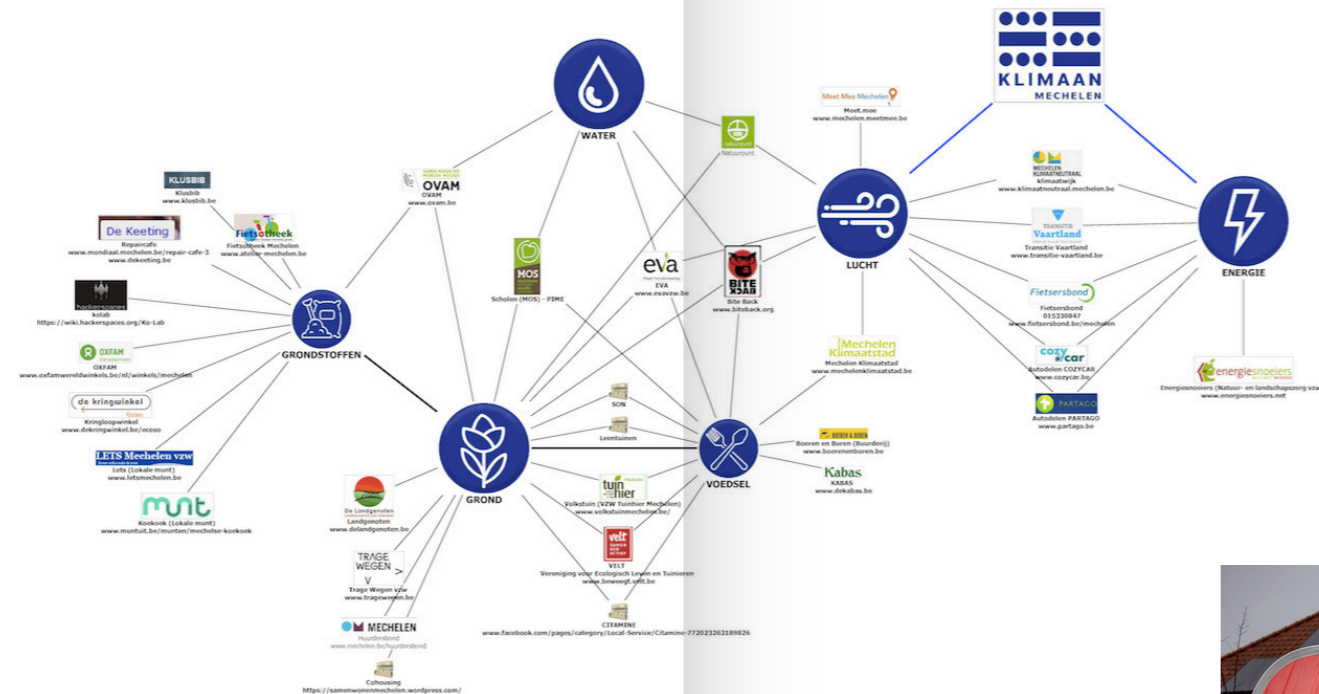 KLIMAAN
MECHELEN
WATER
natuurpunt
Natuurpunt
Meet Mee Mechelen
Meet.mee
www.mechelen.meetmee.be
OVAM
OVAM
www.ovam.be
KLUSBIB
Klusbib
www.klusbib.be
De Keeting
Repaircafe
www.mondiaal.mechelen.be/repair-cafe-3
www.dekeeting.be
Fietsotheek
Fietsotheek Mechelen
www.atelier-mechelen.be
hackerspaces
kolab
https://wiki.hackerspaces.org/Ko-Lab
OXFAM
OXFAM
www.oxfamwereldwinkels.be/nl/winkels/mechelen
de kringwinkel
Kringloopwinkel
www.dekringwinkel.be/ecoso
LETS Mechelen vzw
Lets (Lokale munt)
www.letsmechelen.be
munt
Koekoek (Lokale munt)
www.muntuit.be/munten/mechelse-koekoek
GRONDSTOFFEN
MOS
Scholen (MOS) - PIME
eva
EVA
www.evavzw.be
BITE
BACK
Bite Back
www.biteback.org
LUCHT
MECHELEN
KLIMAATNEUTRAAL
klimaatwijk
www.klimaatneutraal.mechelen.be
TRANSITIE
Vaartland
Transitie Vaartland
www.transitie-vaartland.be
Fietsersbond
Fietsersbond
015330847
www.fietsersbond.be/mechelen
cozycar
Autodelen COZYCAR
www.cozycar.be
PARTAGO
Autodelen PARTAGO
www.partago.be
ENERGIE
energiesnoeiers
Energiesnoeiers (Natuur- en landschapszorg vzw
www.energiesnoeiers.net
Mechelen
Klimaatstad
Mechelen Klimaatstad
www.mechelenklimaatstad.be
SON
Leentuinen
GROND
VOEDSEL
BOEREN & BUREN
Boeren en Buren (Buurderij)
www.boerenenburen.be
Kabas
KABAS
www.dekabas.be
De Landgenoten
Landgenoten
www.delandgenoten.be
tuin
hier
Volkstuin (VZW Tuinhier Mechelen)
www.volkstuinmechelen.be/
velt
SAMEN
VELT
Vereniging voor Ecologisch Leven en Tuinieren
www.beweegt.velt.be
TRAGE
WEGEN
Trage Wegen vzw
www.tragewegen.be
MECHELEN
Huurdersbond
www.mechelen.be/huurdersbond
CITAMINE
www.facebook.com/pages/category/Local-Service/Citamine-772023263189826
Cohousing
https://samenwonenmechelen.wordpress.com/